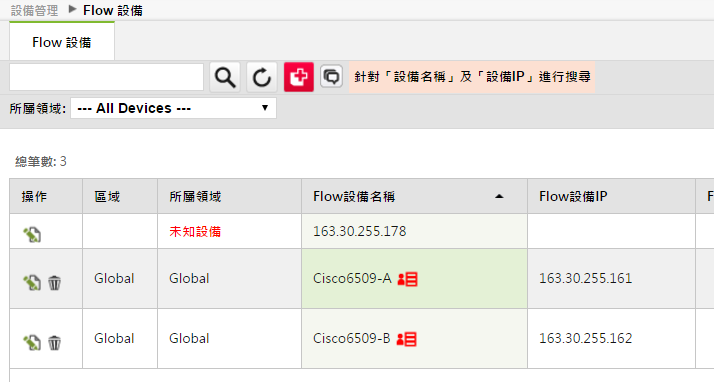 設備管理 ▶ Flow 設備
Flow 設備
針對「設備名稱」及「設備IP」進行搜尋
所屬領域: --- All Devices --- ▼
總筆數: 3
操作 區域 所屬領域 Flow設備名稱 ▲ Flow設備IP F
未知設備 163.30.255.178
Global Global Cisco6509-A 163.30.255.161
Global Global Cisco6509-B 163.30.255.162